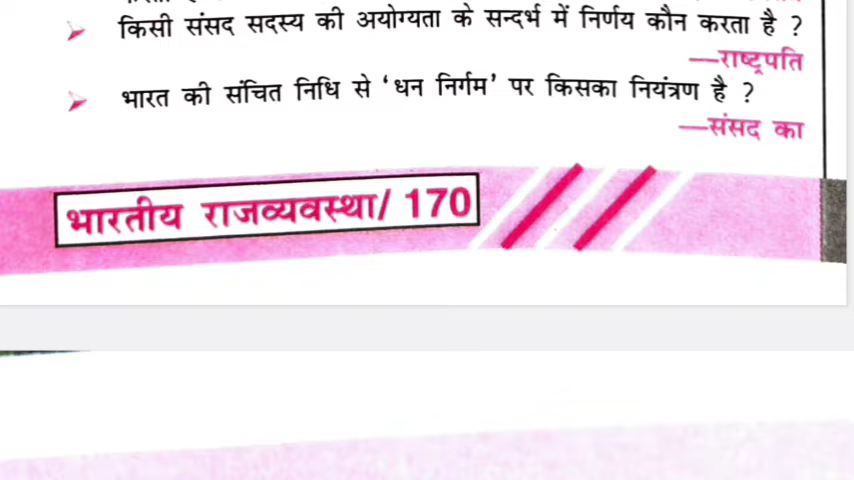 किसी संसद सदस्य की अयोग्यता के सन्दर्भ में निर्णय कौन करता है ?
—राष्ट्रपति
भारत की संचित निधि से ‘धन निर्गम’ पर किसका नियंत्रण है ?
—संसद का
भारतीय राजव्यवस्था/ 170